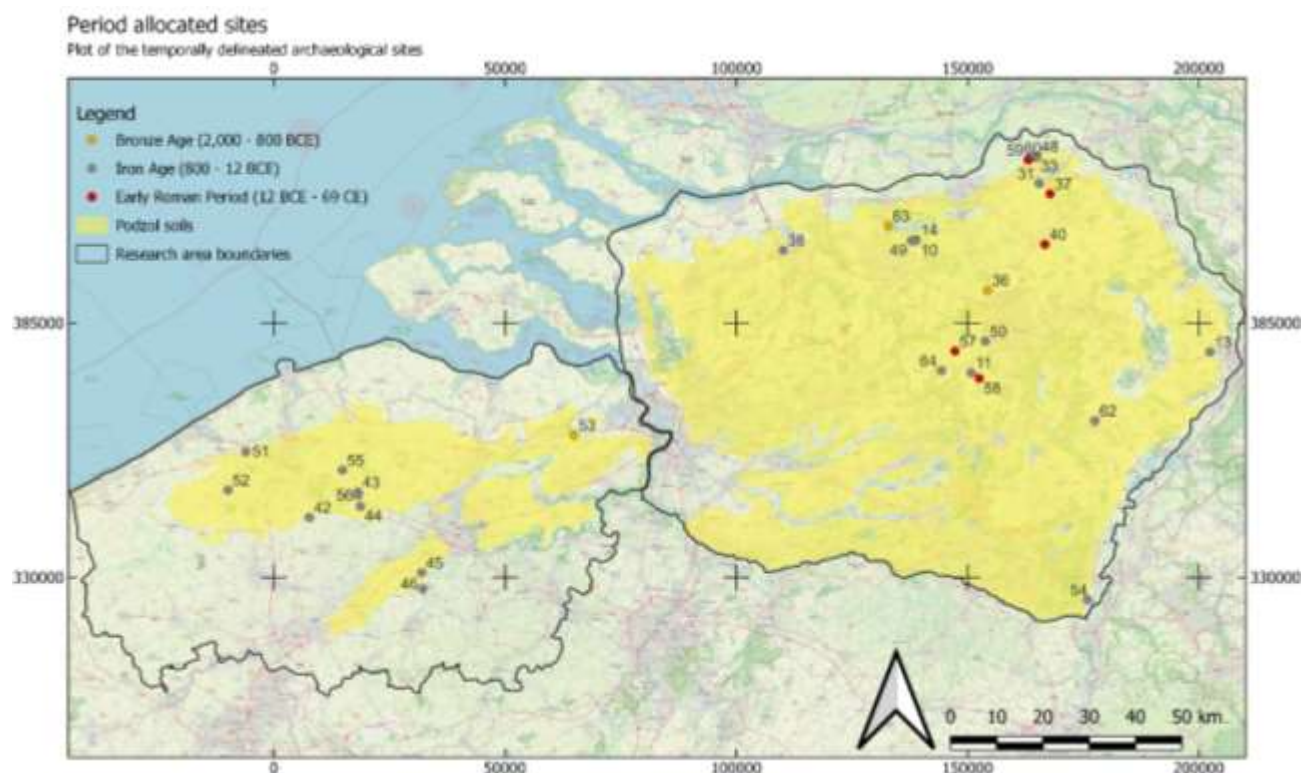 Period allocated sites
Plot of the temporally delineated archaeological sites
0 50000 100000 150000 200000
Legend
Bronze Age (2,000 - 800 BCE)
Iron Age (800 - 12 BCE)
Early Roman Period (12 BCE - 69 CE)
Podzol soils
Research area boundaries
48
33
31
37
63
14
38
49 10
40
36
385000 385000
50
57
13
64 11
58
62
53
51
55
52
43
56
44
42
45
46
330000 330000
54
0 10 20 30 40 50 km
0 50000 100000 150000 200000